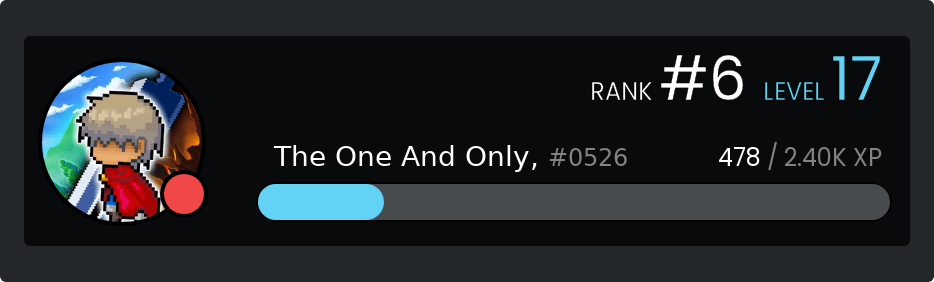 RANK #6 LEVEL 17
The One And Only, #0526 478 / 2.40K XP